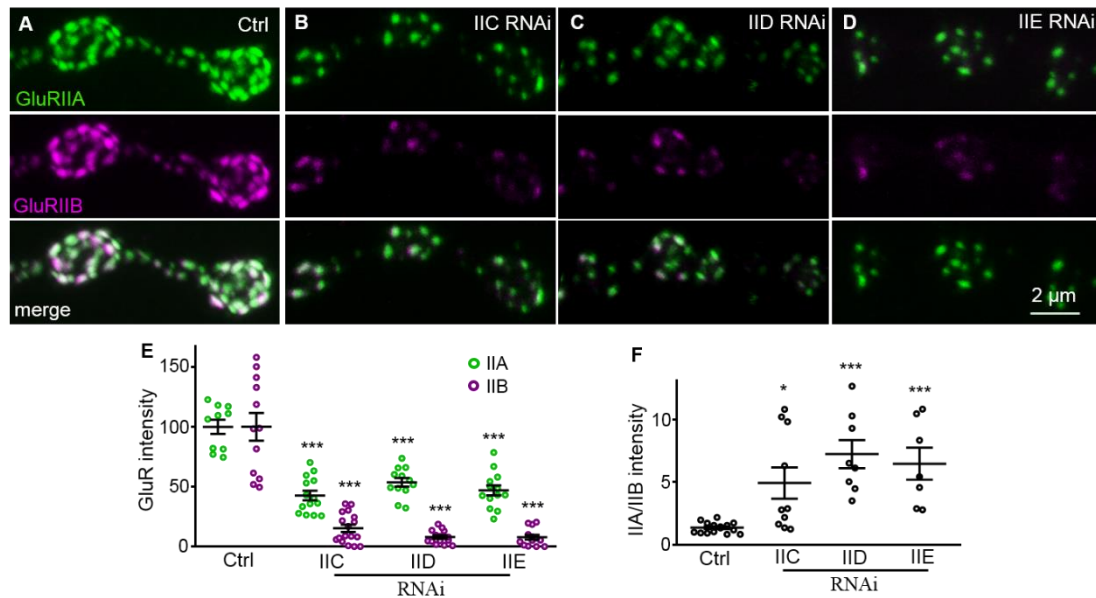 A Ctrl B IIC RNAi C IID RNAi D IIE RNAi
GluRIIA
GluRIIB
merge 2 µm
E F
IIA
IIB
GluR intensity
150
100
50
0
*** *** *** *** *** ***
Ctrl IIC IID IIE
RNAi
IIA/IIB intensity
10
5
0
* *** ***
Ctrl IIC IID IIE
RNAi